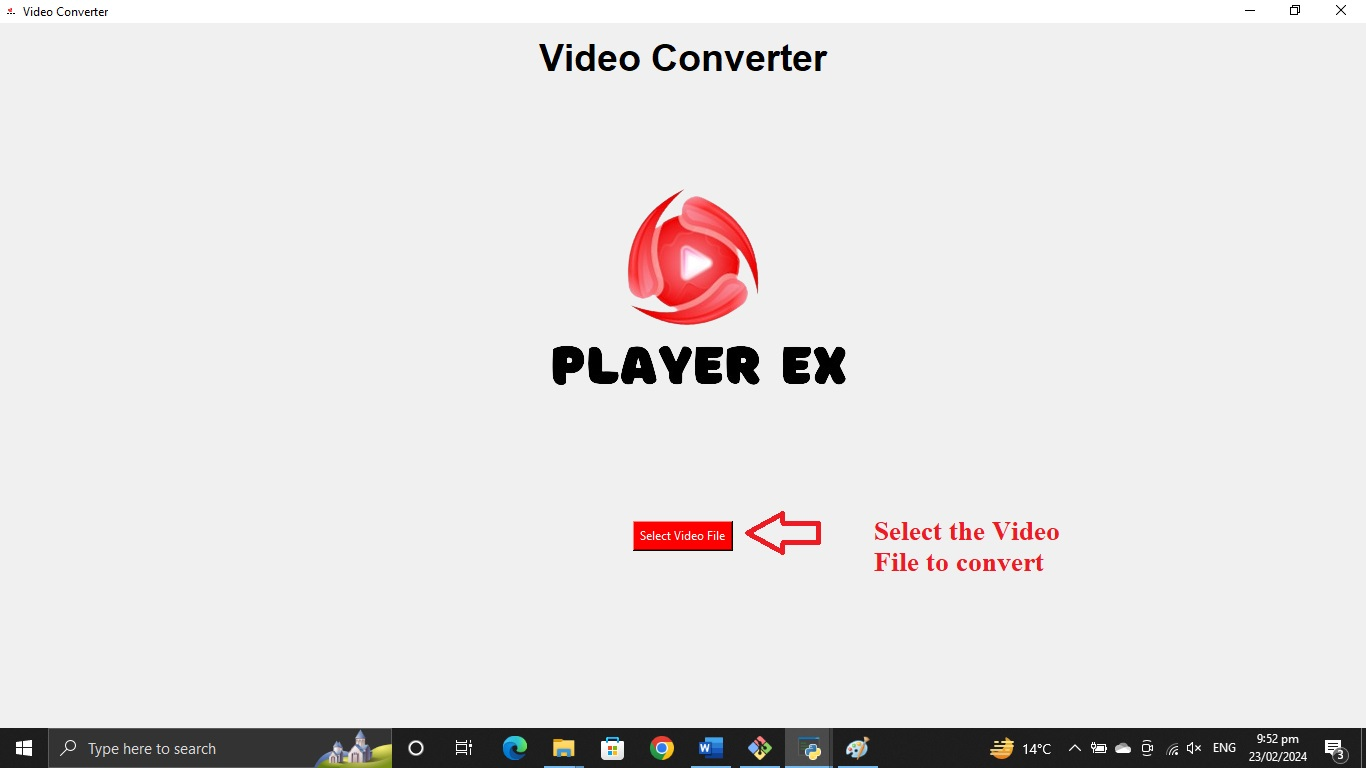 Video Converter
Video Converter
PLAYER EX
Select Video File
Select the Video
File to convert
Type here to search
14°C
ENG
9:52 pm
23/02/2024
3